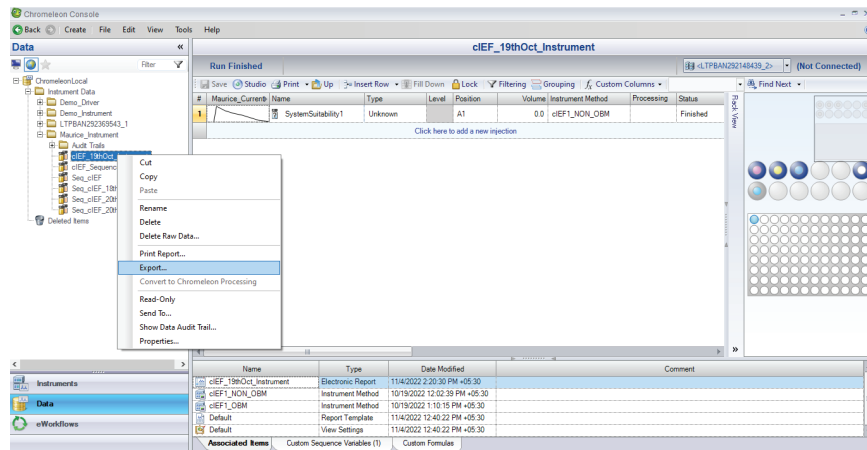 Chromeleon Console
Back Create File Edit View Tools Help
Data «
Filter
ChromeleonLocal
Instrument Data
Demo_Driver
Demo_Instrument
LTPBAN292369543_1
Maurice_Instrument
Audit Trails
cIEF_19thOct_
cIEF_Sequenc
Seq_cIEF
Seq_cIEF_18th
Seq_cIEF_20th
Seq_cIEF_20th
Deleted Items
Cut
Copy
Paste
Rename
Delete
Delete Raw Data...
Print Report...
Export...
Convert to Chromeleon Processing
Read-Only
Send To...
Show Data Audit Trail...
Properties...
Instruments
Data
eWorkflows
cIEF_19thOct_Instrument
Run Finished <LTPBAN292148439_2> (Not Connected)
Save Studio Print Up Insert Row Fill Down Lock Filtering Grouping Custom Columns Find Next
# Maurice_Current Name Type Level Position Volume Instrument Method Processing Status
1 SystemSuitability1 Unknown A1 0.0 cIEF1_NON_OBM Finished
Click here to add a new injection
Rack View
»
Name Type Date Modified Comment
cIEF_19thOct_Instrument Electronic Report 11/4/2022 2:20:30 PM +05:30
cIEF1_NON_OBM Instrument Method 10/19/2022 12:02:39 PM +05:30
cIEF1_OBM Instrument Method 10/19/2022 1:10:15 PM +05:30
Default Report Template 11/4/2022 12:40:22 PM +05:30
Default View Settings 11/4/2022 12:40:22 PM +05:30
Associated Items Custom Sequence Variables (1) Custom Formulas